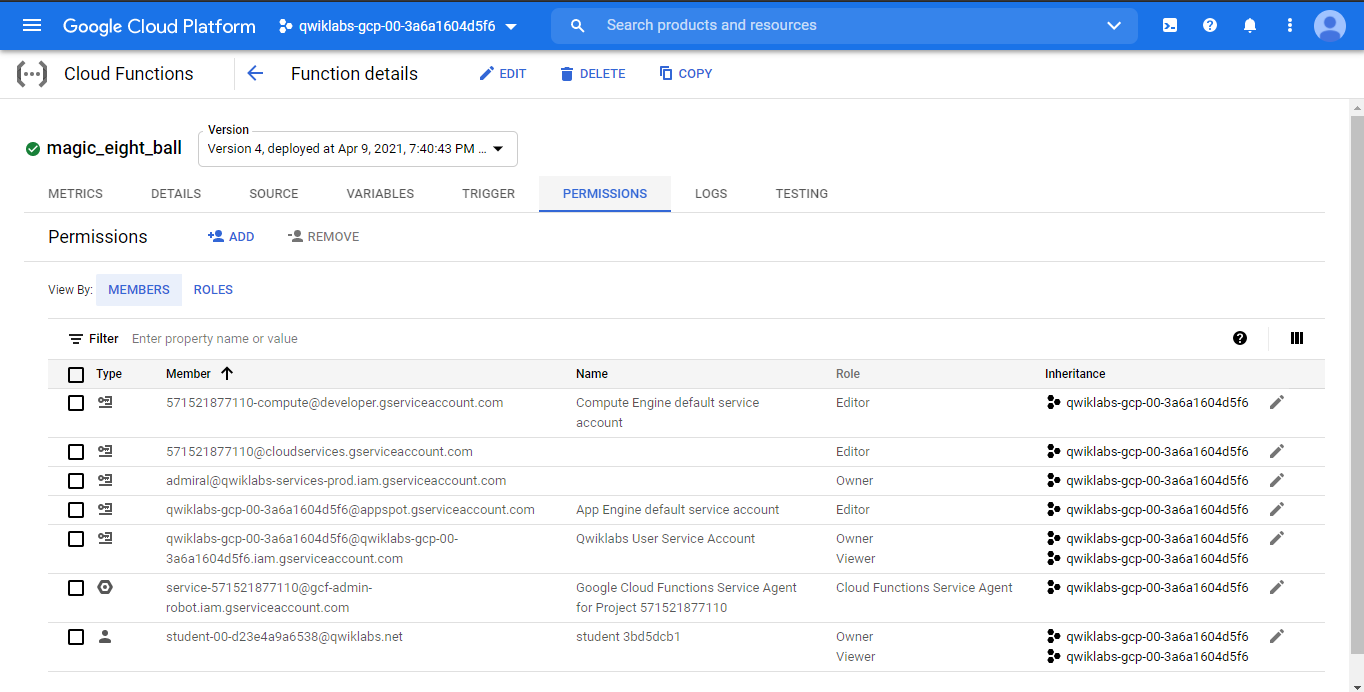 Google Cloud Platform qwiklabs-gcp-00-3a6a1604d5f6 Search products and resources
Cloud Functions Function details EDIT DELETE COPY
Version
magic_eight_ball Version 4, deployed at Apr 9, 2021, 7:40:43 PM ...
METRICS DETAILS SOURCE VARIABLES TRIGGER PERMISSIONS LOGS TESTING
Permissions ADD REMOVE
View By: MEMBERS ROLES
Filter Enter property name or value
Type Member Name Role Inheritance
571521877110-compute@developer.gserviceaccount.com Compute Engine default service Editor qwiklabs-gcp-00-3a6a1604d5f6
account
571521877110@cloudservices.gserviceaccount.com Editor qwiklabs-gcp-00-3a6a1604d5f6
admiral@qwiklabs-services-prod.iam.gserviceaccount.com Owner qwiklabs-gcp-00-3a6a1604d5f6
qwiklabs-gcp-00-3a6a1604d5f6@appspot.gserviceaccount.com App Engine default service account Editor qwiklabs-gcp-00-3a6a1604d5f6
qwiklabs-gcp-00-3a6a1604d5f6@qwiklabs-gcp-00- Qwiklabs User Service Account Owner qwiklabs-gcp-00-3a6a1604d5f6
3a6a1604d5f6.iam.gserviceaccount.com Viewer qwiklabs-gcp-00-3a6a1604d5f6
service-571521877110@gcf-admin- Google Cloud Functions Service Agent Cloud Functions Service Agent qwiklabs-gcp-00-3a6a1604d5f6
robot.iam.gserviceaccount.com for Project 571521877110
student-00-d23e4a9a6538@qwiklabs.net student 3bd5dcb1 Owner qwiklabs-gcp-00-3a6a1604d5f6
Viewer qwiklabs-gcp-00-3a6a1604d5f6